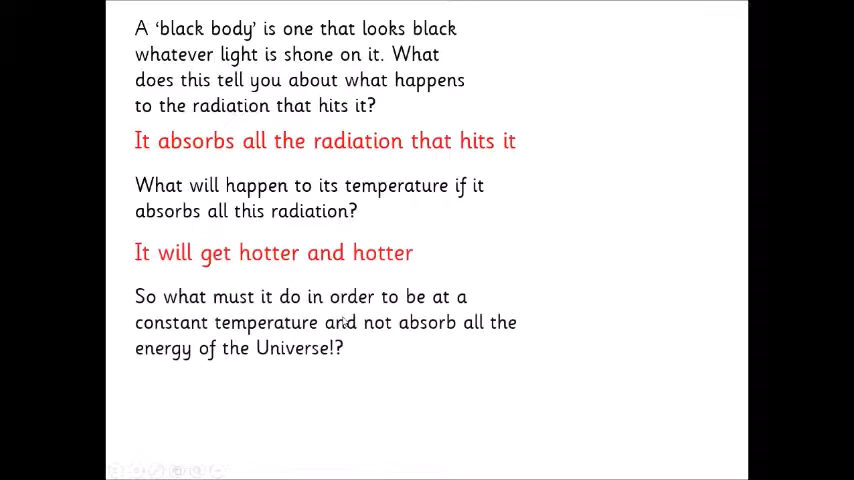 A ‘black body’ is one that looks black
whatever light is shone on it. What
does this tell you about what happens
to the radiation that hits it?
It absorbs all the radiation that hits it
What will happen to its temperature if it
absorbs all this radiation?
It will get hotter and hotter
So what must it do in order to be at a
constant temperature and not absorb all the
energy of the Universe!?